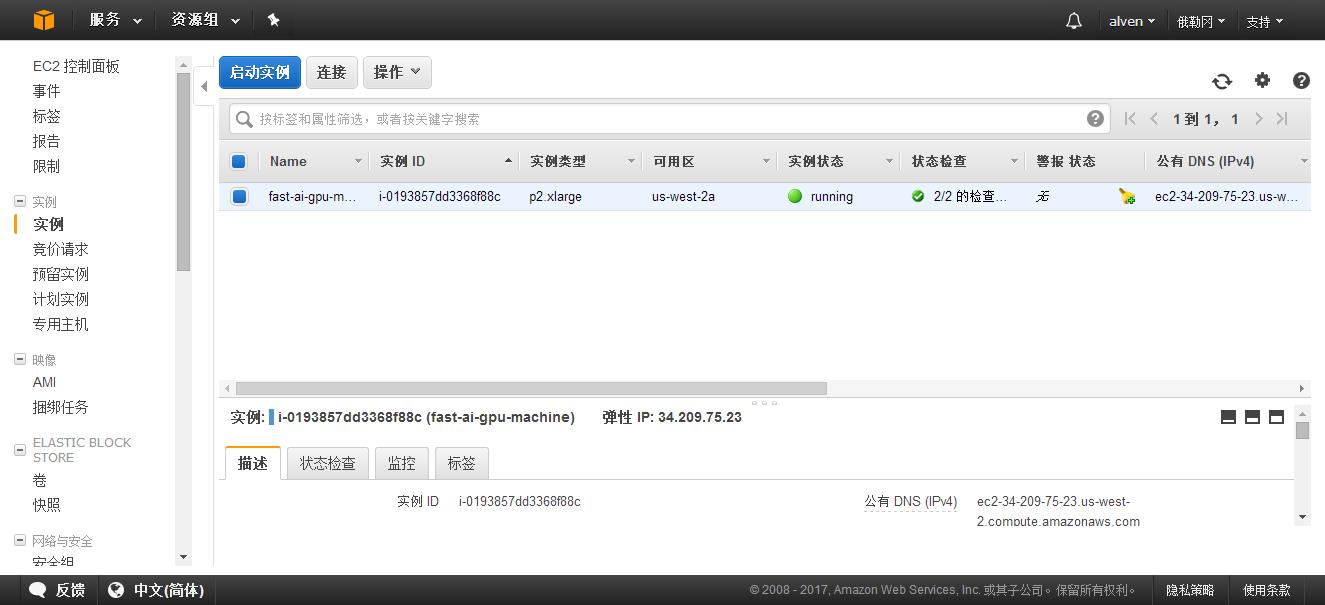 服务 资源组 alven 俄勒冈 支持
EC2 控制面板
事件
标签
报告
限制
实例
实例
竞价请求
预留实例
计划实例
专用主机
映像
AMI
捆绑任务
ELASTIC BLOCK
STORE
卷
快照
网络与安全
安全组
启动实例 连接 操作
按标签和属性筛选，或者按关键字搜索 1 到 1， 1
Name 实例 ID 实例类型 可用区 实例状态 状态检查 警报 状态 公有 DNS (IPv4)
fast-ai-gpu-m... i-0193857dd3368f88c p2.xlarge us-west-2a running 2/2 的检查... 无 ec2-34-209-75-23.us-w...
实例: i-0193857dd3368f88c (fast-ai-gpu-machine) 弹性 IP: 34.209.75.23
描述 状态检查 监控 标签
实例 ID i-0193857dd3368f88c 公有 DNS (IPv4) ec2-34-209-75-23.us-west-
2.compute.amazonaws.com
反馈 中文(简体) © 2008 - 2017, Amazon Web Services, Inc. 或其子公司。保留所有权利。 隐私策略 使用条款